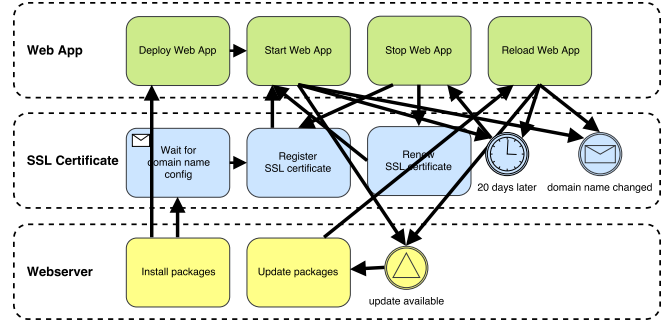 Web App
Deploy Web App
Start Web App
Stop Web App
Reload Web App
SSL Certificate
Wait for
domain name
config
Register
SSL certificate
Renew
SSL certificate
20 days later
domain name changed
Webserver
Install packages
Update packages
update available